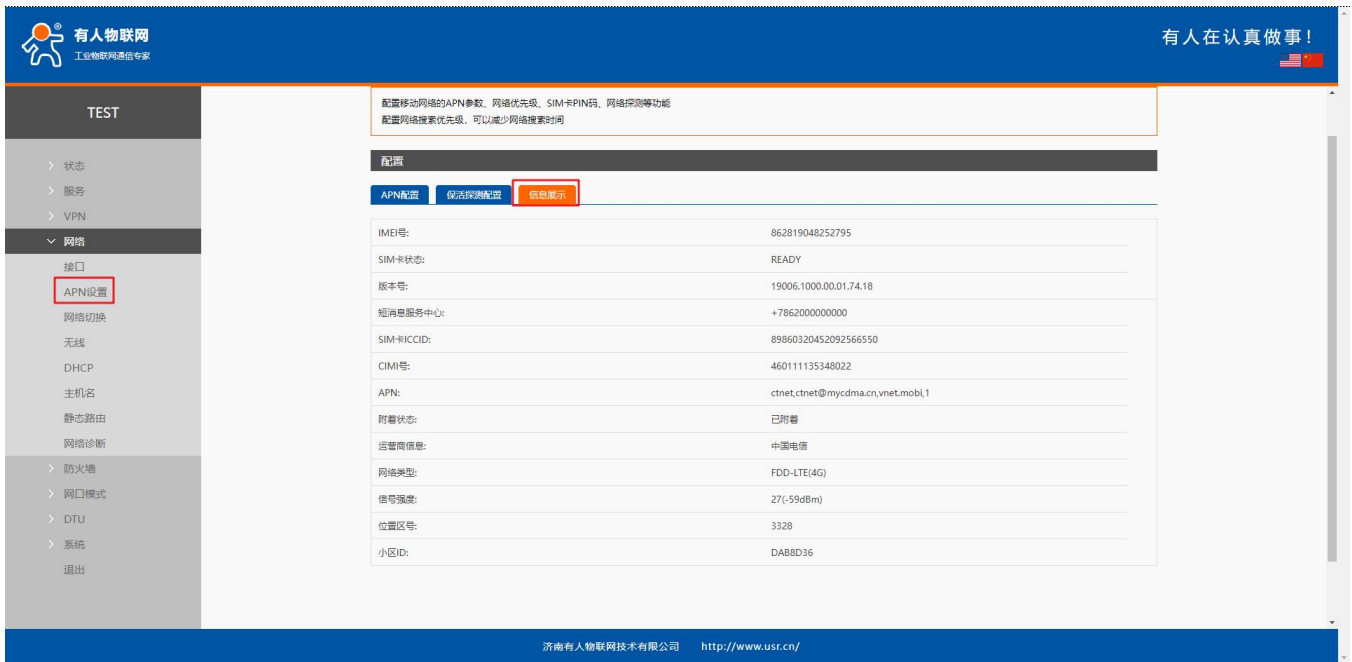 有人物联网
工业物联网通信专家
有人在认真做事!
TEST
状态
服务
VPN
网络
接口
APN设置
网络切换
无线
DHCP
主机名
静态路由
网络诊断
防火墙
网口模式
DTU
系统
退出
配置移动网络的APN参数、网络优先级、SIM卡PIN码、网络探测等功能
配置网络搜索优先级，可以减少网络搜索时间
配置
APN配置 保活探测配置 信息展示
IMEI号: 862819048252795
SIM卡状态: READY
版本号: 19006.1000.00.01.74.18
短消息服务中心: +7862000000000
SIM卡ICCID: 89860320452092566550
CIMI号: 460111135348022
APN: ctnet,ctnet@mycdma.cn,vnet.mobi,1
附着状态: 已附着
运营商信息: 中国电信
网络类型: FDD-LTE(4G)
信号强度: 27(-59dBm)
位置区号: 3328
小区ID: DAB8D36
济南有人物联网技术有限公司 http://www.usr.cn/